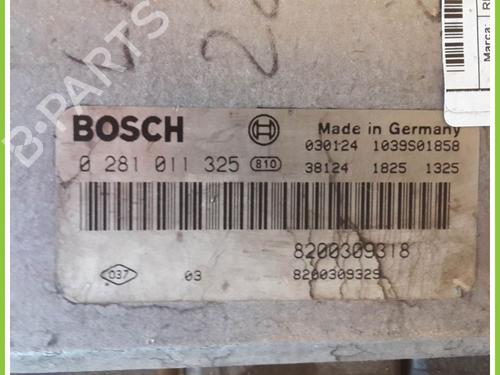 Marca:
B-PARTS
BOSCH Made in Germany
030124 1039S01858
0 281 011 325 810 38124 1825 1325
8200309318
037 03 8200309329